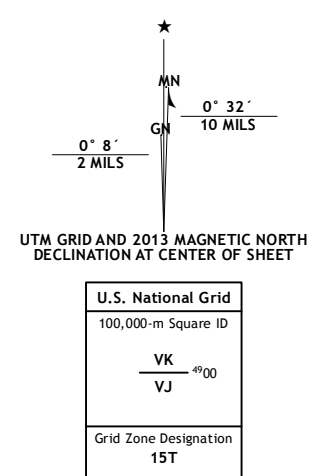 ★
MN
0° 32´
10 MILS
GN
0° 8´
2 MILS
UTM GRID AND 2013 MAGNETIC NORTH
DECLINATION AT CENTER OF SHEET
U.S. National Grid
100,000-m Square ID
VK
⁴⁹00
VJ
Grid Zone Designation
15T